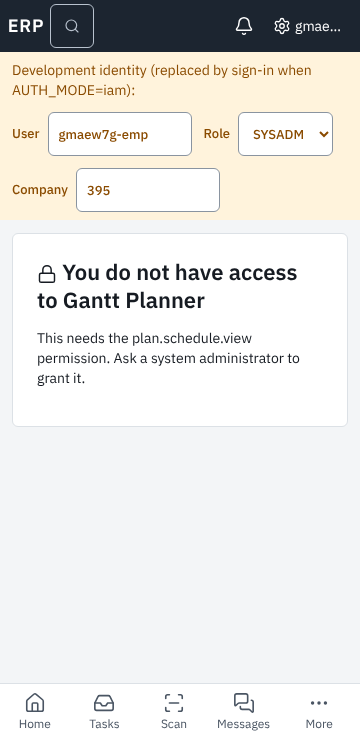 ERP
gmae...
Development identity (replaced by sign-in when
AUTH_MODE=iam):
User gmaew7g-emp Role SYSADM
Company 395
You do not have access
to Gantt Planner
This needs the plan.schedule.view
permission. Ask a system administrator to
grant it.
Home Tasks Scan Messages More